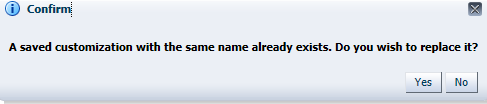 Confirm
A saved customization with the same name already exists. Do you wish to replace it?
Yes No